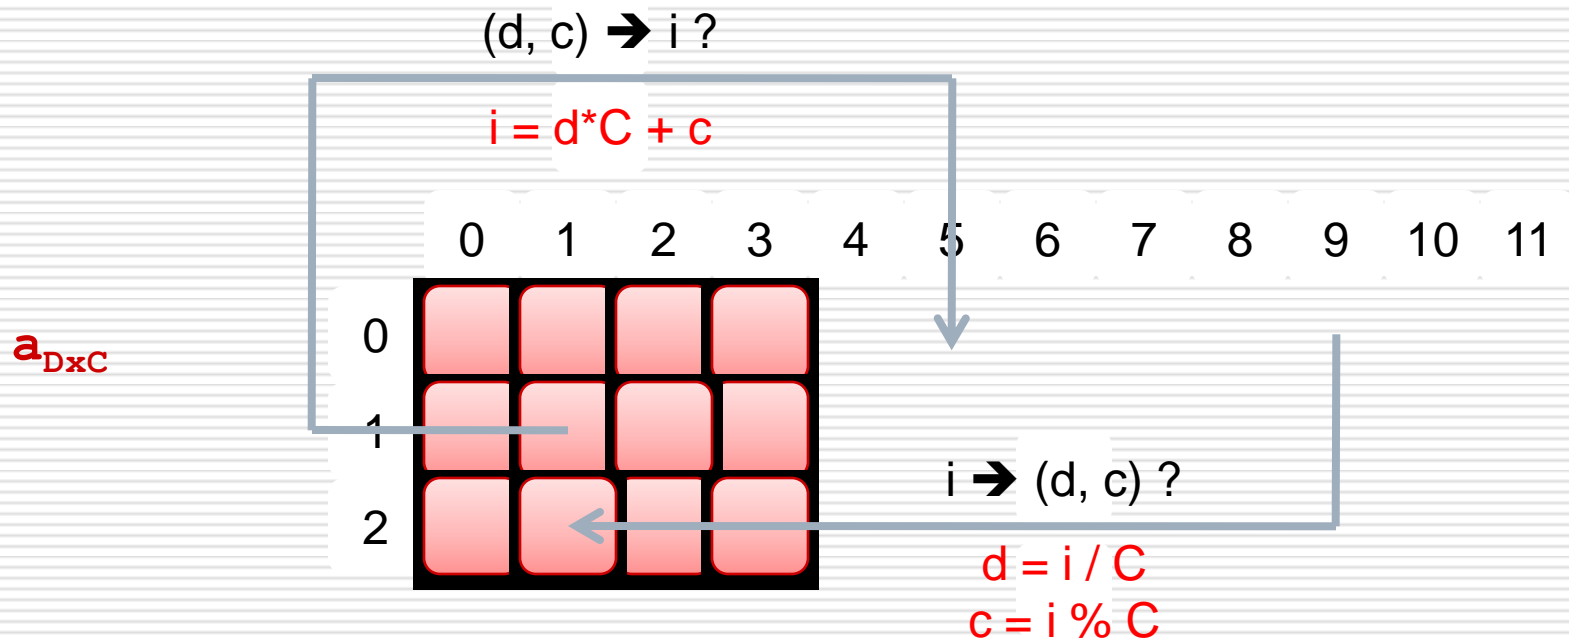 (d, c) ➔ i ?
i = d*C + c
0 1 2 3 4 5 6 7 8 9 10 11
0
aDxC
1
i ➔ (d, c) ?
2
d = i / C
c = i % C